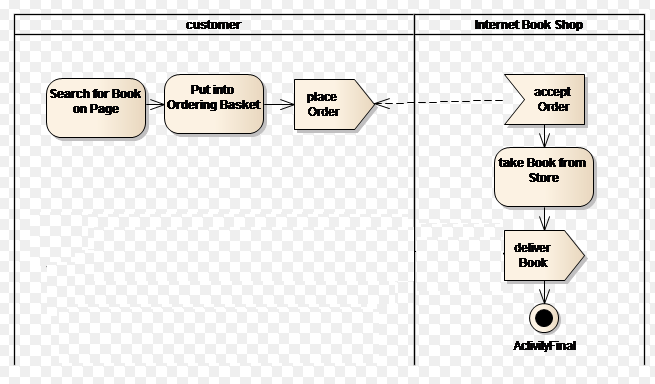 customer
Internet Book Shop
Search for Book
on Page
Put into
Ordering Basket
place
Order
accept
Order
take Book from
Store
deliver
Book
ActivityFinal